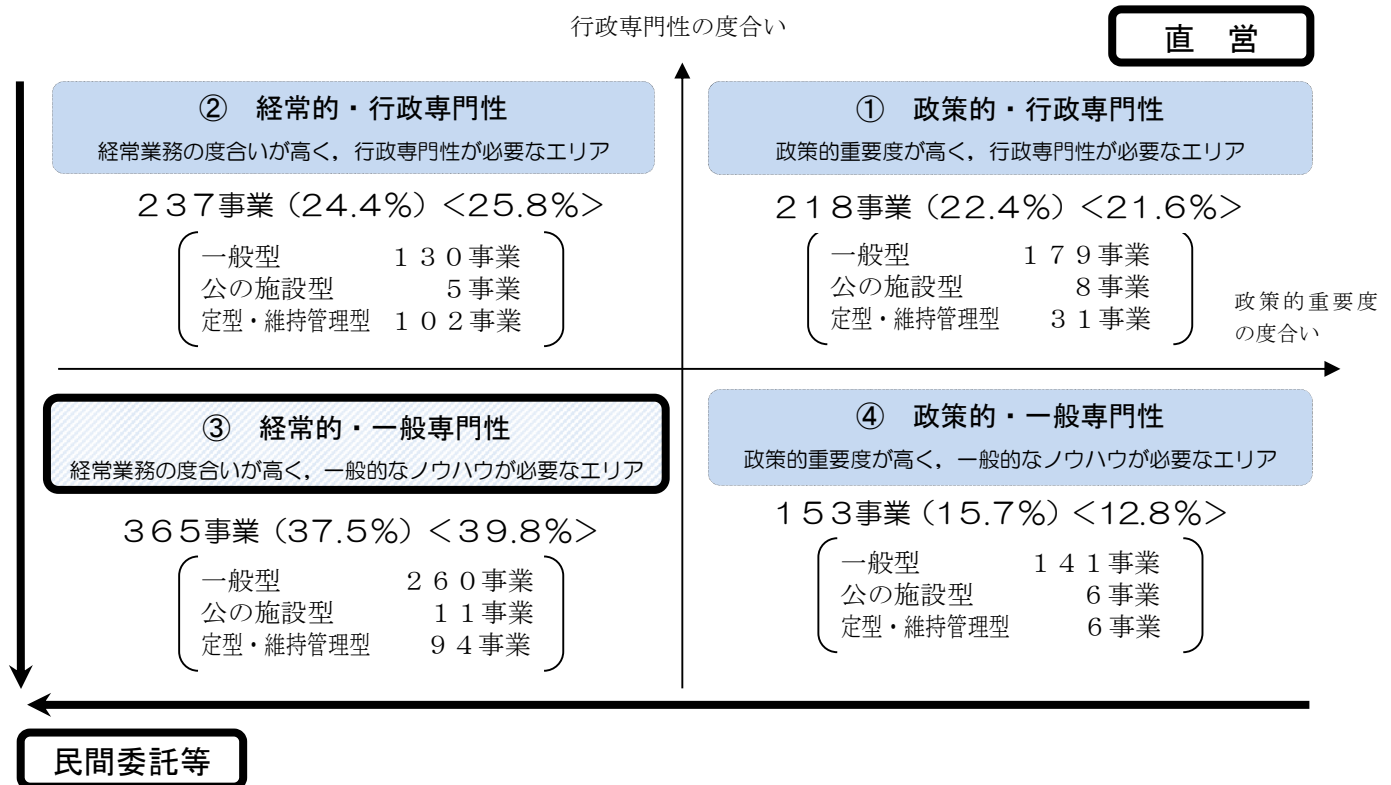 行政専門性の度合い
直　営
②　経常的・行政専門性
経常業務の度合いが高く，行政専門性が必要なエリア
２３７事業（24.4%）＜25.8%＞
一般型　１３０事業
公の施設型　５事業
定型・維持管理型　１０２事業
①　政策的・行政専門性
政策的重要度が高く，行政専門性が必要なエリア
２１８事業（22.4%）＜21.6%＞
一般型　１７９事業
公の施設型　８事業
定型・維持管理型　３１事業
政策的重要度
の度合い
③　経常的・一般専門性
経常業務の度合いが高く，一般的なノウハウが必要なエリア
３６５事業（37.5%）＜39.8%＞
一般型　２６０事業
公の施設型　１１事業
定型・維持管理型　９４事業
④　政策的・一般専門性
政策的重要度が高く，一般的なノウハウが必要なエリア
１５３事業（15.7%）＜12.8%＞
一般型　１４１事業
公の施設型　６事業
定型・維持管理型　６事業
民間委託等